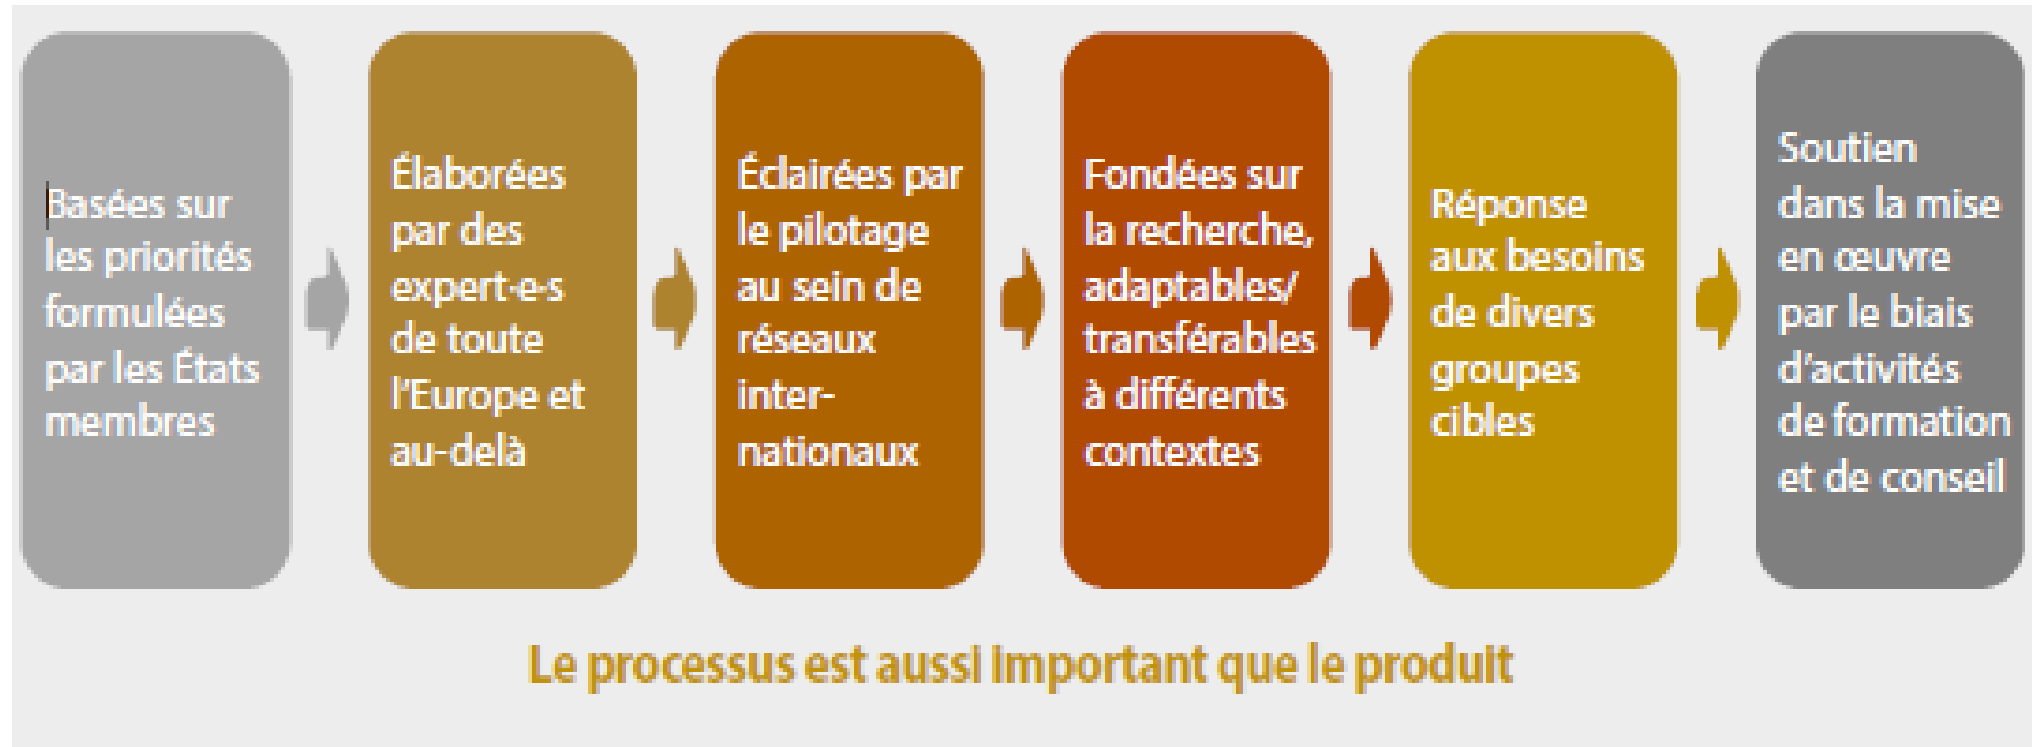 Basées sur
les priorités
formulées
par les États
membres
Élaborées
par des
expert·e·s
de toute
l'Europe et
au-delà
Éclairées par
le pilotage
au sein de
réseaux
inter-
nationaux
Fondées sur
la recherche,
adaptables/
transférables
à différents
contextes
Réponse
aux besoins
de divers
groupes
cibles
Soutien
dans la mise
en œuvre
par le biais
d'activités
de formation
et de conseil
Le processus est aussi important que le produit